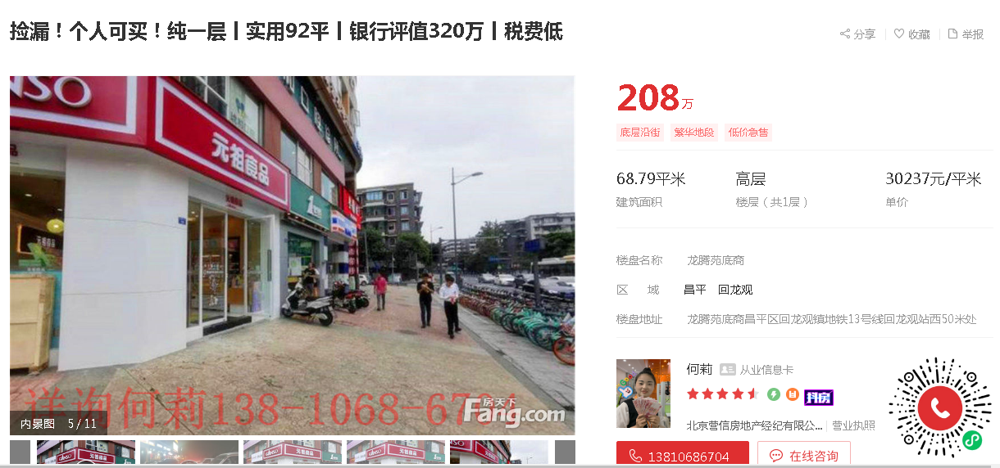 捡漏！个人可买！纯一层丨实用92平丨银行评值320万丨税费低
分享
收藏
举报
元祖食品
详询何莉138-1068-67
房天下
Fang.com
内景图 5/11
208万
底层沿街
繁华地段
低价急售
68.79平米
高层
30237元/平米
建筑面积
楼层（共1层）
单价
楼盘名称
龙腾苑底商
区域
昌平 回龙观
楼盘地址
龙腾苑底商昌平区回龙观镇地铁13号线回龙观站西50米处
何莉
从业信息卡
抖房
北京营信房地产经纪有限公...
营业执照
13810686704
在线咨询